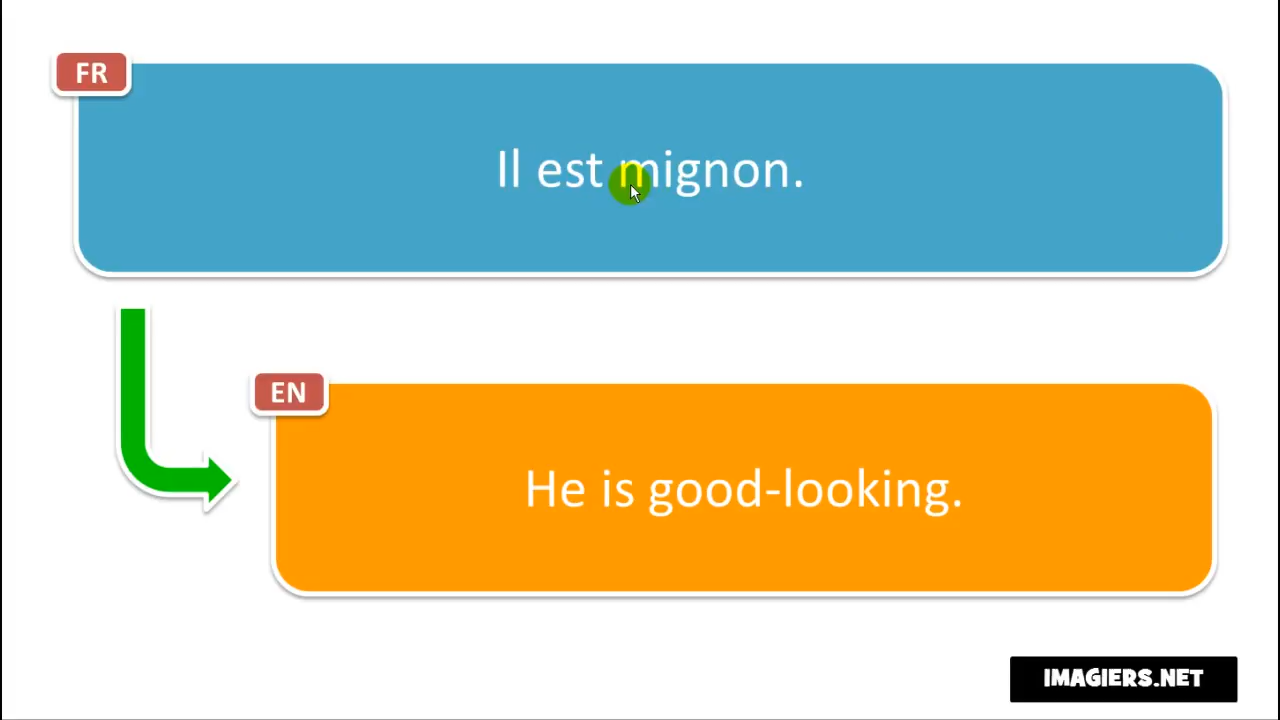 FR
Il est mignon.
EN
He is good-looking.
IMAGIERS.NET